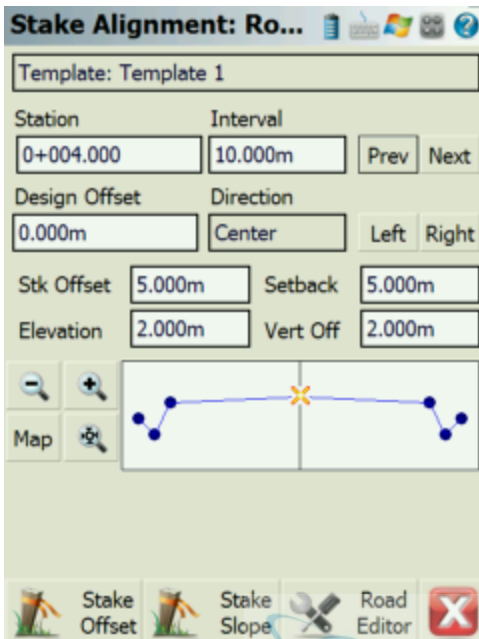 Stake Alignment: Ro...
Template: Template 1
Station Interval
0+004.000 10.000m Prev Next
Design Offset Direction
0.000m Center Left Right
Stk Offset 5.000m Setback 5.000m
Elevation 2.000m Vert Off 2.000m
Map
Stake Offset Stake Slope Road Editor